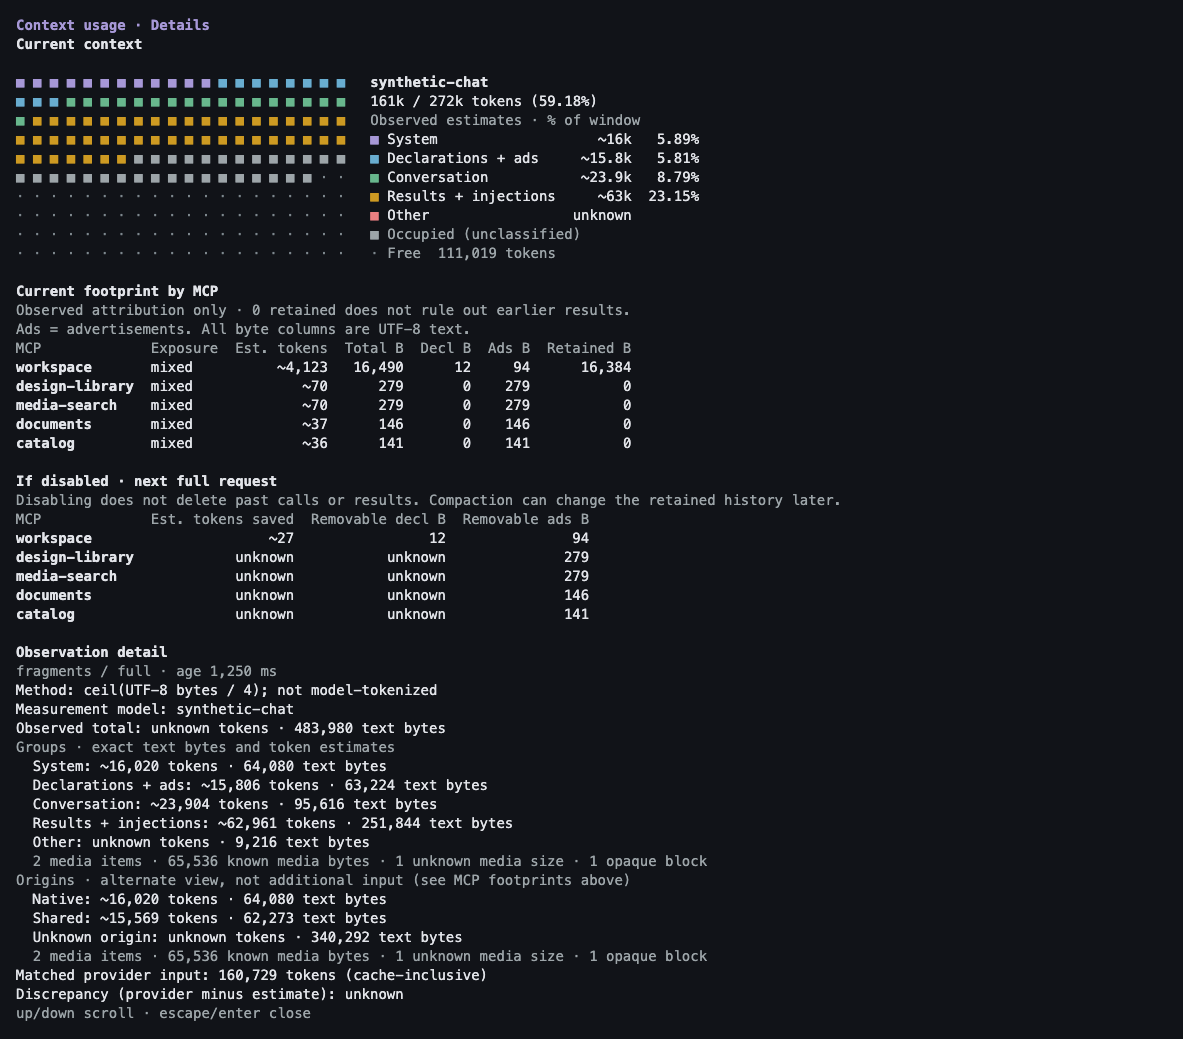 Context usage · Details
Current context
synthetic-chat
161k / 272k tokens (59.18%)
Observed estimates · % of window
System ~16k 5.89%
Declarations + ads ~15.8k 5.81%
Conversation ~23.9k 8.79%
Results + injections ~63k 23.15%
Other unknown
Occupied (unclassified)
· Free 111,019 tokens
Current footprint by MCP
Observed attribution only · 0 retained does not rule out earlier results.
Ads = advertisements. All byte columns are UTF-8 text.
MCP Exposure Est. tokens Total B Decl B Ads B Retained B
workspace mixed ~4,123 16,490 12 94 16,384
design-library mixed ~70 279 0 279 0
media-search mixed ~70 279 0 279 0
documents mixed ~37 146 0 146 0
catalog mixed ~36 141 0 141 0
If disabled · next full request
Disabling does not delete past calls or results. Compaction can change the retained history later.
MCP Est. tokens saved Removable decl B Removable ads B
workspace ~27 12 94
design-library unknown unknown 279
media-search unknown unknown 279
documents unknown unknown 146
catalog unknown unknown 141
Observation detail
fragments / full · age 1,250 ms
Method: ceil(UTF-8 bytes / 4); not model-tokenized
Measurement model: synthetic-chat
Observed total: unknown tokens · 483,980 text bytes
Groups · exact text bytes and token estimates
System: ~16,020 tokens · 64,080 text bytes
Declarations + ads: ~15,806 tokens · 63,224 text bytes
Conversation: ~23,904 tokens · 95,616 text bytes
Results + injections: ~62,961 tokens · 251,844 text bytes
Other: unknown tokens · 9,216 text bytes
2 media items · 65,536 known media bytes · 1 unknown media size · 1 opaque block
Origins · alternate view, not additional input (see MCP footprints above)
Native: ~16,020 tokens · 64,080 text bytes
Shared: ~15,569 tokens · 62,273 text bytes
Unknown origin: unknown tokens · 340,292 text bytes
2 media items · 65,536 known media bytes · 1 unknown media size · 1 opaque block
Matched provider input: 160,729 tokens (cache-inclusive)
Discrepancy (provider minus estimate): unknown
up/down scroll · escape/enter close